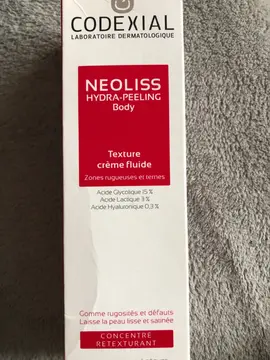 CODEXIAL
LABORATOIRE DERMATOLOGIQUE
NEOLISS
HYDRA-PEELING
Body
Texture
crème fluide
Zones rugueuses et ternes
Acide Glycolique 15 %
Acide Lactique 3 %
Acide Hyaluronique 0,3 %
Gomme rugosités et défauts
Laisse la peau lisse et satinée
CONCENTRÉ
RETEXTURANT